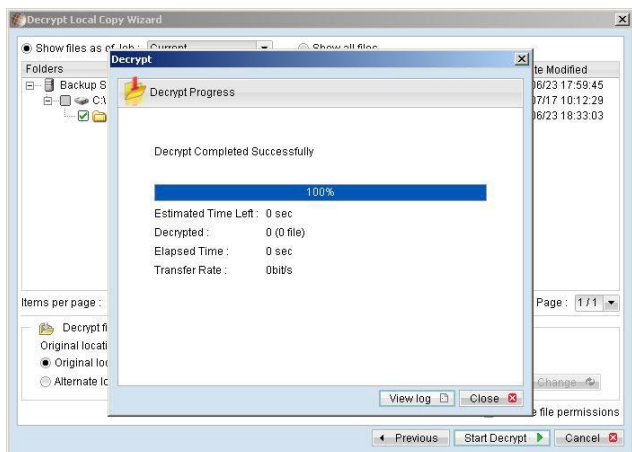 Decrypt Local Copy Wizard
Show files as of Job : Current
Show all files
Decrypt
Folders
te Modified
Backup S
06/23 17:59:45
C:\
07/17 10:12:29
06/23 18:33:03
Decrypt Progress
Decrypt Completed Successfully
100%
Estimated Time Left : 0 sec
Decrypted : 0 (0 file)
Elapsed Time : 0 sec
Transfer Rate : 0bit/s
Items per page :
Page : 1 / 1
Decrypt fi
Original locati
Original loc
Alternate lo
Change
View log
Close
e file permissions
Previous
Start Decrypt
Cancel